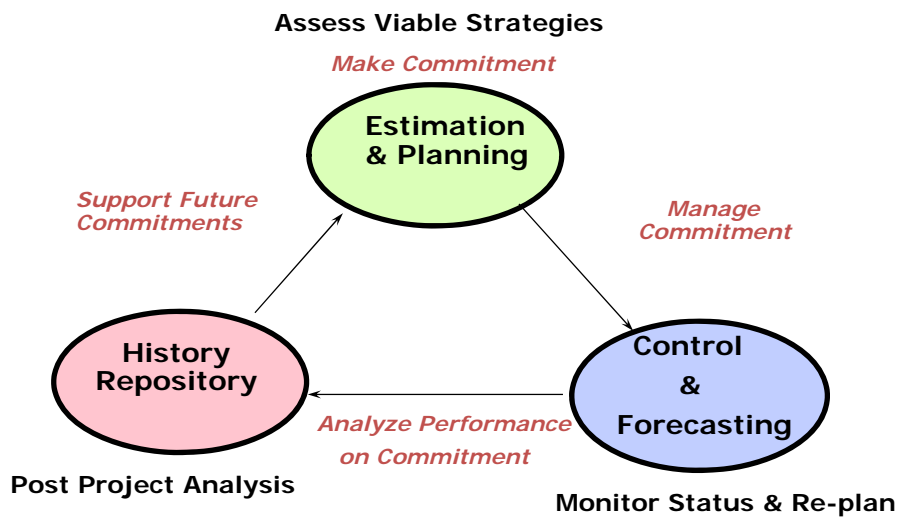 Assess Viable Strategies
Make Commitment
Estimation
& Planning
Support Future
Commitments
Manage
Commitment
History
Repository
Control
&
Forecasting
Analyze Performance
on Commitment
Post Project Analysis
Monitor Status & Re-plan